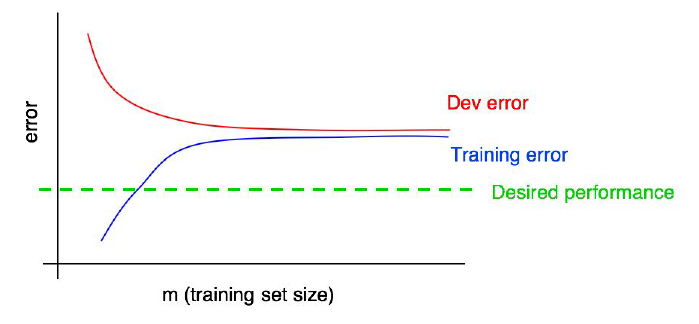 error
Dev error
Training error
Desired performance
m (training set size)